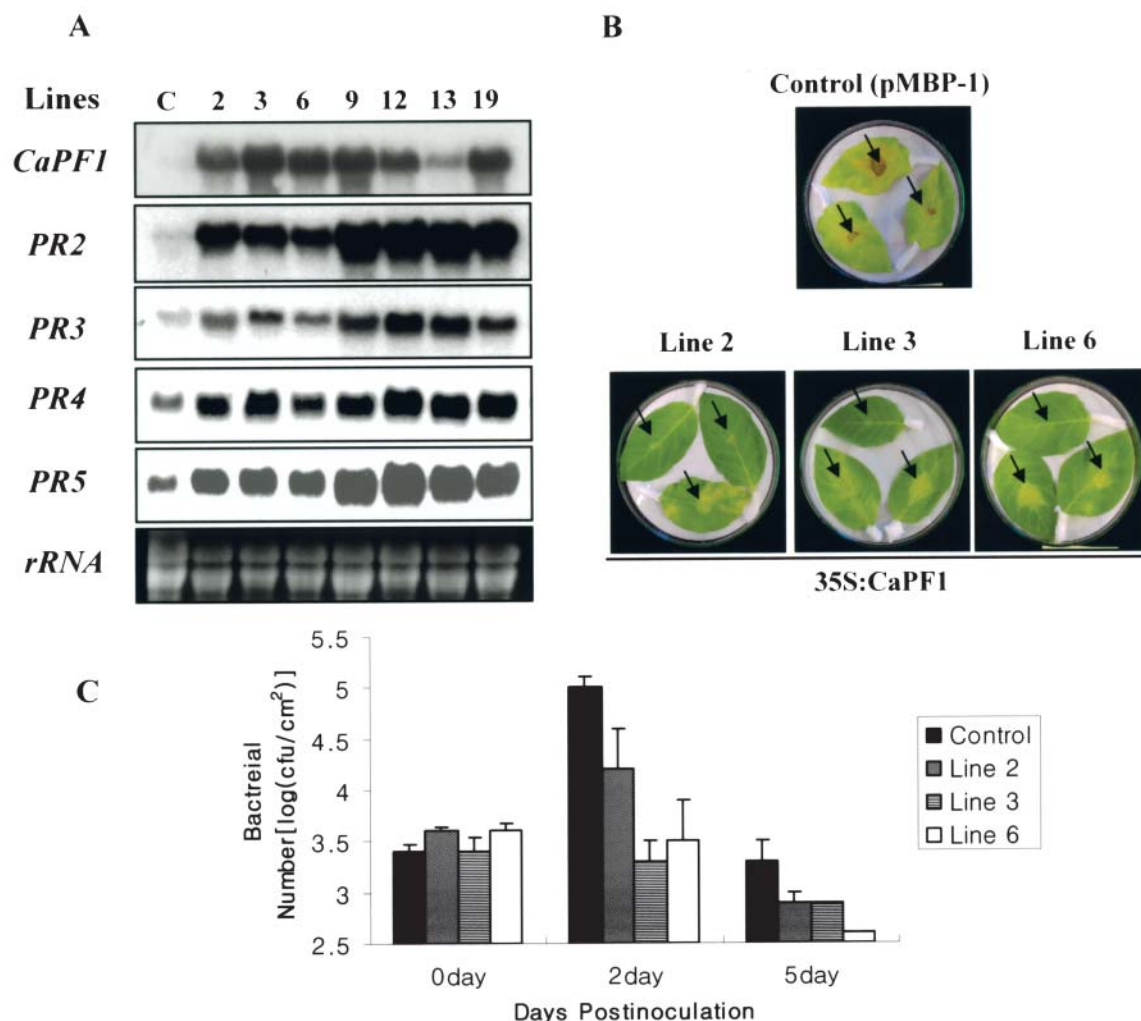 A
Lines C 2 3 6 9 12 13 19
CaPF1
PR2
PR3
PR4
PR5
rRNA
B
Control (pMBP-1)
Line 2 Line 3 Line 6
35S:CaPF1
C
Bactreial
Number[log(cfu/cm²)]
5.5
5
4.5
4
3.5
3
2.5
0day 2day 5day
Days Postinoculation
Control
Line 2
Line 3
Line 6